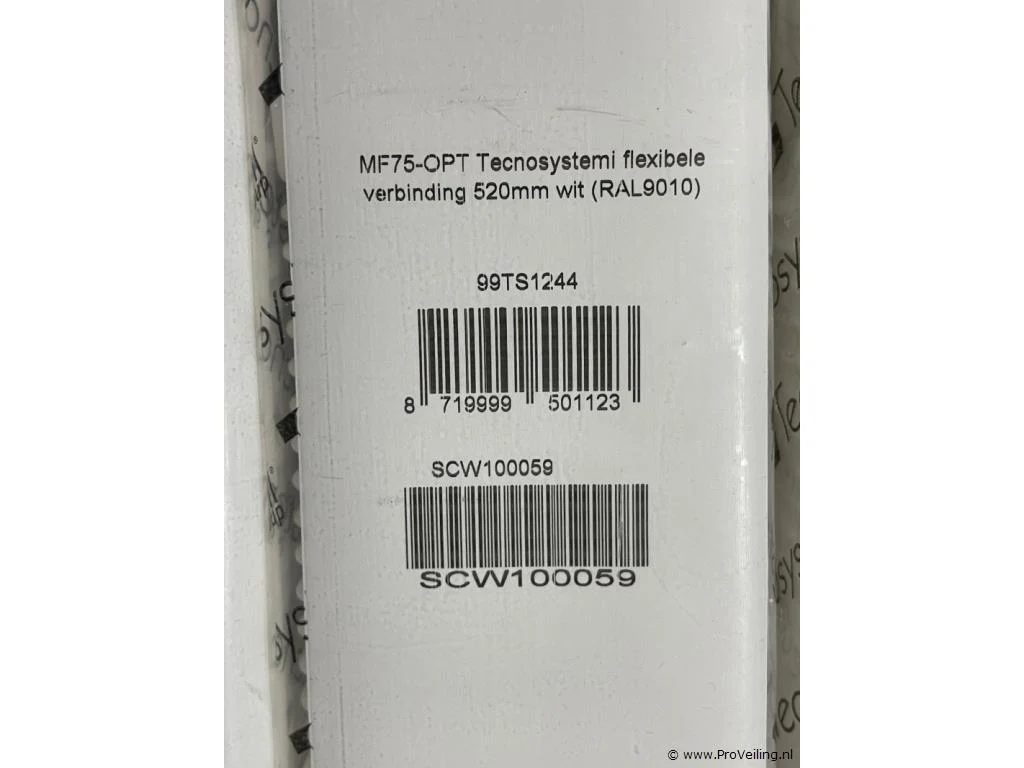 MF75-OPT Tecnosystemi flexibele
verbinding 520mm wit (RAL9010)
99TS1244
8 719999 501123
SCW100059
SCW100059
© www.ProVeiling.nl